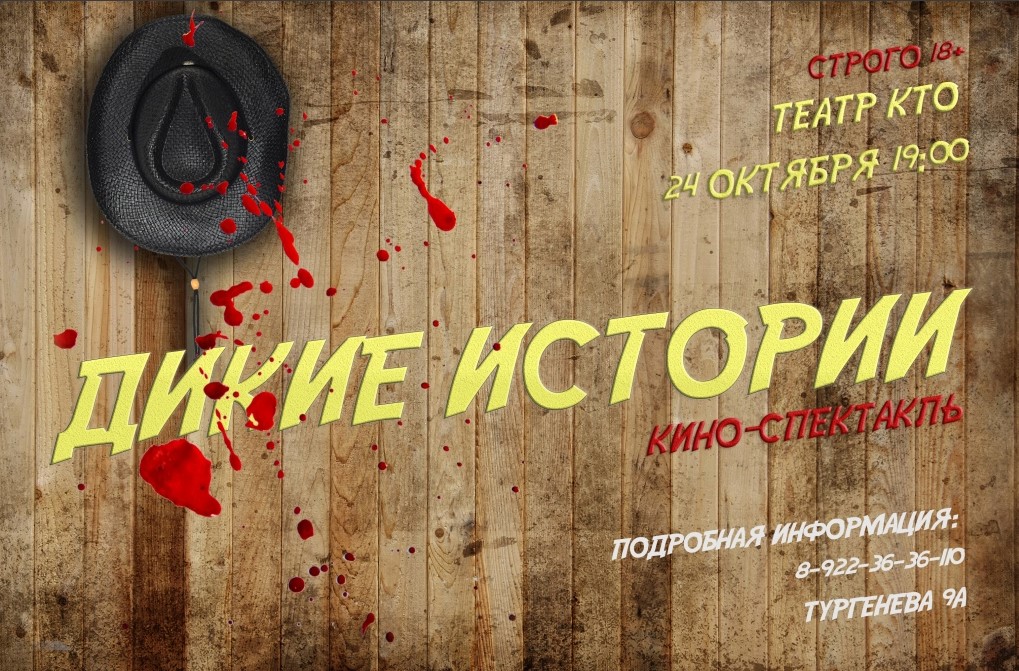 СТРОГО 18+
ТЕАТР КТО
24 ОКТЯБРЯ 19:00
ДИКИЕ ИСТОРИИ
КИНО-СПЕКТАКЛЬ
ПОДРОБНАЯ ИНФОРМАЦИЯ:
8-922-36-36-110
ТУРГЕНЕВА 9А